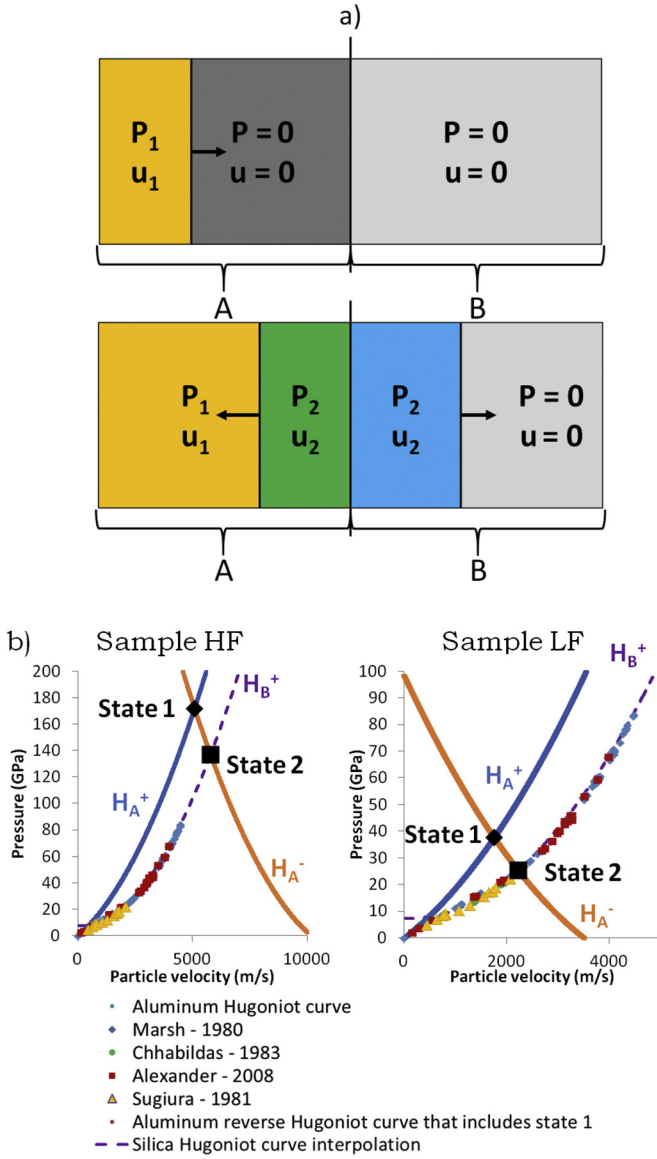 a)
P1 P = 0 P = 0
u1 u = 0 u = 0
A B
P1 P2 P2 P = 0
u1 u2 u2 u = 0
A B
b) Sample HF Sample LF
200
180
160
140
120
100
80
60
40
20
0
Pressure (GPa)
State 1
State 2
HA+
HB+
HA-
0 5000 10000
Particle velocity (m/s)
100
90
80
70
60
50
40
30
20
10
0
Pressure (GPa)
HB+
HA+
State 1
State 2
HA-
0 2000 4000
Particle velocity (m/s)
Aluminum Hugoniot curve
Marsh - 1980
Chhabildas - 1983
Alexander - 2008
Sugiura - 1981
Aluminum reverse Hugoniot curve that includes state 1
Silica Hugoniot curve interpolation